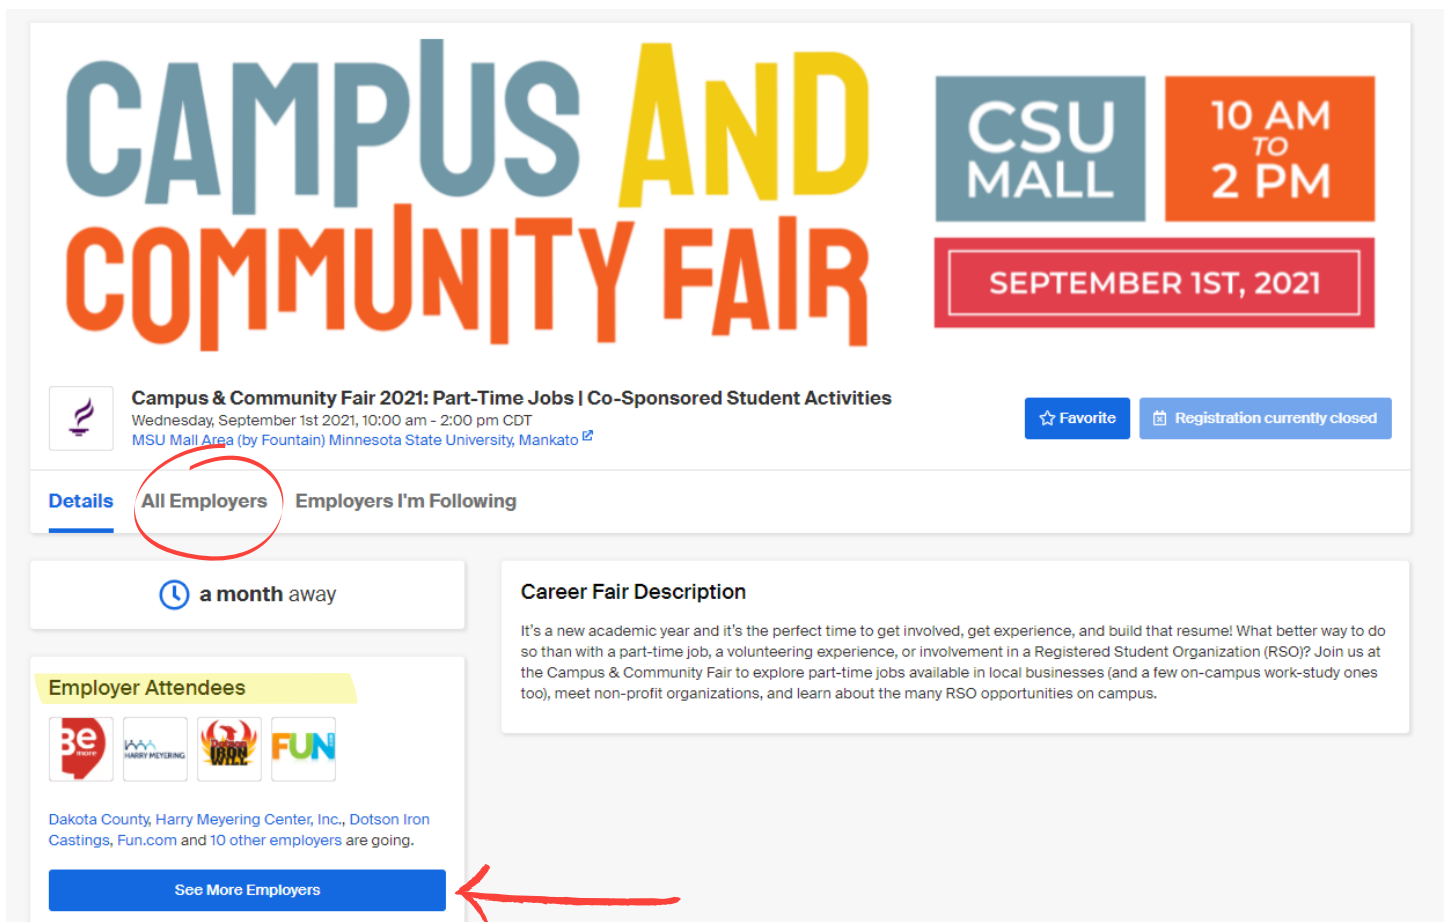 CAMPUS AND
COMMUNITY FAIR
CSU
MALL
10 AM
TO
2 PM
SEPTEMBER 1ST, 2021
Campus & Community Fair 2021: Part-Time Jobs | Co-Sponsored Student Activities
Wednesday, September 1st 2021, 10:00 am - 2:00 pm CDT
MSU Mall Area (by Fountain) Minnesota State University, Mankato
Favorite
Registration currently closed
Details
All Employers
Employers I'm Following
a month away
Career Fair Description
It's a new academic year and it's the perfect time to get involved, get experience, and build that resume! What better way to do
so than with a part-time job, a volunteering experience, or involvement in a Registered Student Organization (RSO)? Join us at
the Campus & Community Fair to explore part-time jobs available in local businesses (and a few on-campus work-study ones
too), meet non-profit organizations, and learn about the many RSO opportunities on campus.
Employer Attendees
Be
more
HARRY MEYERING
Dotson
IRON
WILL
FUN
Dakota County, Harry Meyering Center, Inc., Dotson Iron
Castings, Fun.com and 10 other employers are going.
See More Employers